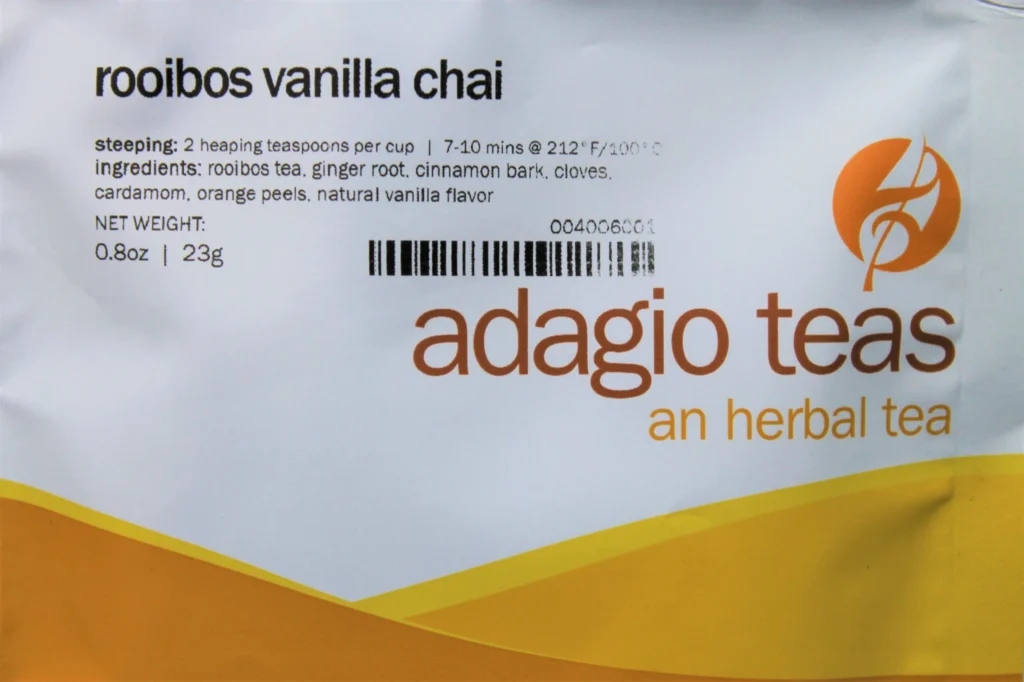 rooibos vanilla chai
steeping: 2 heaping teaspoons per cup | 7-10 mins @ 212°F/100°C
ingredients: rooibos tea, ginger root, cinnamon bark, cloves,
cardamom, orange peels, natural vanilla flavor
NET WEIGHT:
0.8oz | 23g
004006001
adagio teas
an herbal tea